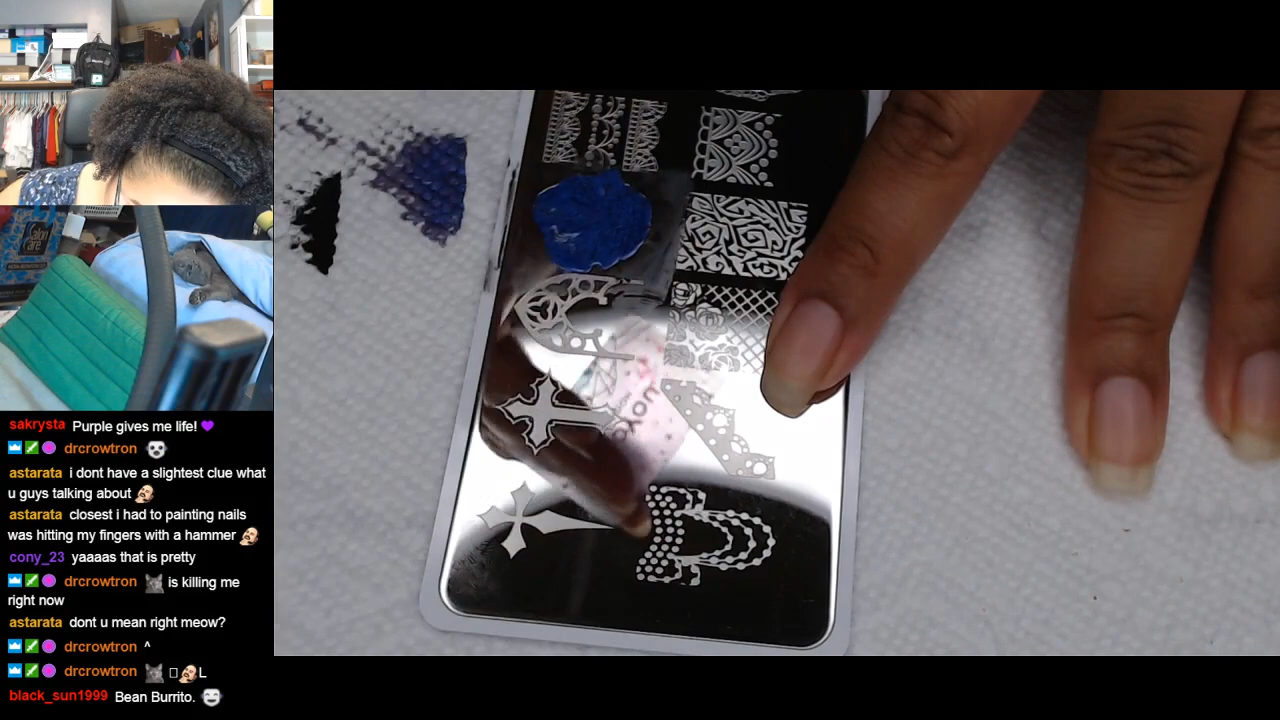 Salon
Care
sakrysta Purple gives me life!
drcrowtron
astarata i dont have a slightest clue what
u guys talking about
astarata closest i had to painting nails
was hitting my fingers with a hammer
cony_23 yaaaas that is pretty
drcrowtron is killing me
right now
astarata dont u mean right meow?
drcrowtron ^
drcrowtron L
black_sun1999 Bean Burrito.